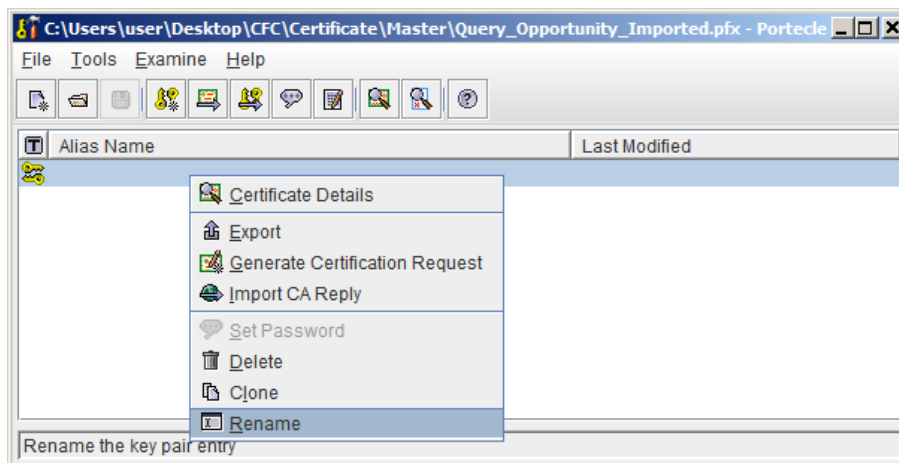 C:\Users\user\Desktop\CFC\Certificate\Master\Query_Opportunity_Imported.pfx - Portecle
File Tools Examine Help
T Alias Name Last Modified
Certificate Details
Export
Generate Certification Request
Import CA Reply
Set Password
Delete
Clone
Rename
Rename the key pair entry